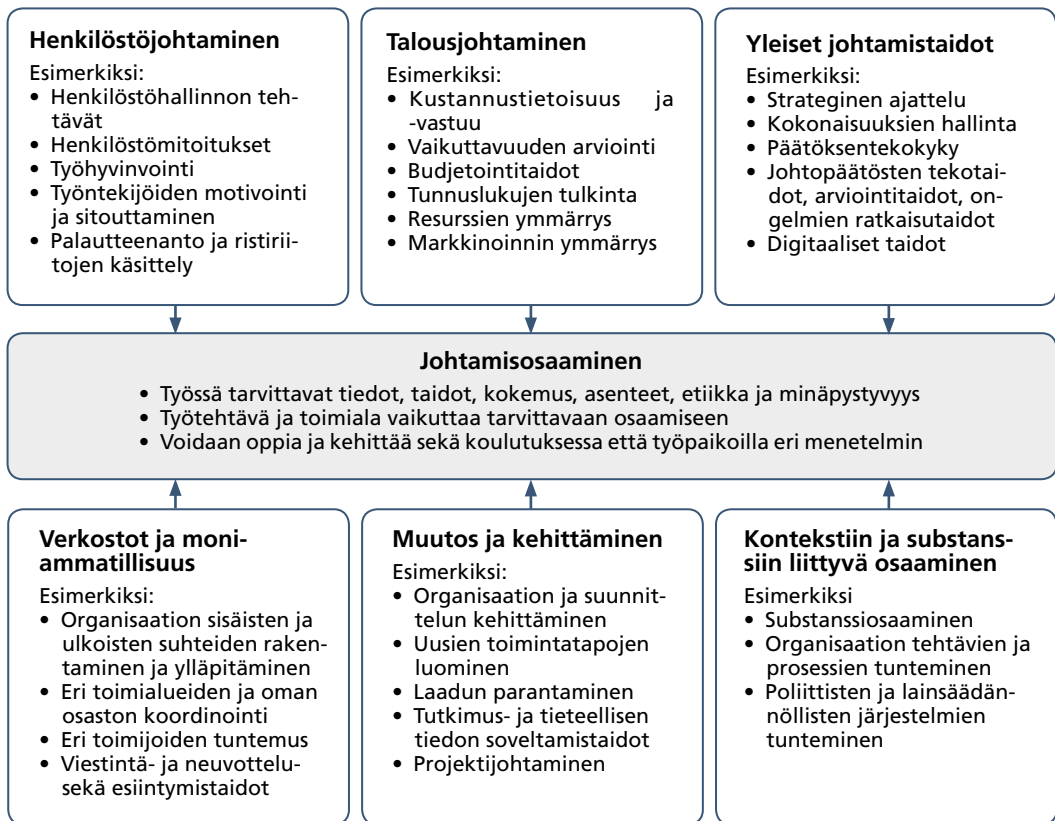 Henkilöstöjohtaminen
Esimerkiksi:
• Henkilöstöhallinnon teh-
tävät
• Henkilöstömitoitukset
• Työhyvinvointi
• Työntekijöiden motivointi
ja sitouttaminen
• Palautteenanto ja ristirii-
tojen käsittely
Talousjohtaminen
Esimerkiksi:
• Kustannustietoisuus ja
-vastuu
• Vaikuttavuuden arviointi
• Budjetointitaidot
• Tunnuslukujen tulkinta
• Resurssien ymmärrys
• Markkinoinnin ymmärrys
Yleiset johtamistaidot
Esimerkiksi:
• Strateginen ajattelu
• Kokonaisuuksien hallinta
• Päätöksentekokyky
• Johtopäätösten tekotai-
dot, arviointitaidot, on-
gelmien ratkaisutaidot
• Digitaaliset taidot
Johtamisosaaminen
• Työssä tarvittavat tiedot, taidot, kokemus, asenteet, etiikka ja minäpystyvyys
• Työtehtävä ja toimiala vaikuttaa tarvittavaan osaamiseen
• Voidaan oppia ja kehittää sekä koulutuksessa että työpaikoilla eri menetelmin
Verkostot ja moni-
ammatillisuus
Esimerkiksi:
• Organisaation sisäisten ja
ulkoisten suhteiden raken-
taminen ja ylläpitäminen
• Eri toimialueiden ja oman
osaston koordinointi
• Eri toimijoiden tuntemus
• Viestintä- ja neuvottelu-
sekä esiintymistaidot
Muutos ja kehittäminen
Esimerkiksi:
• Organisaation ja suunnit-
telun kehittäminen
• Uusien toimintatapojen
luominen
• Laadun parantaminen
• Tutkimus- ja tieteellisen
tiedon soveltamistaidot
• Projektijohtaminen
Kontekstiin ja substans-
siin liittyvä osaaminen
Esimerkiksi
• Substanssiosaaminen
• Organisaation tehtävien ja
prosessien tunteminen
• Poliittisten ja lainsäädän-
nöllisten järjestelmien
tunteminen